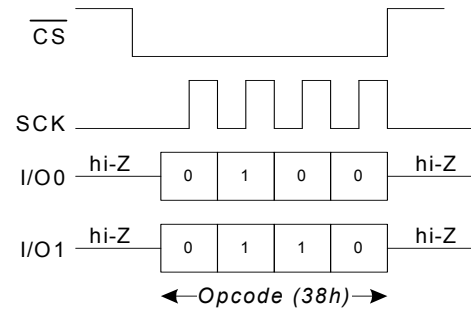 CS
SCK
I/O0 hi-Z 0 1 0 0 hi-Z
I/O1 hi-Z 0 1 1 0 hi-Z
Opcode (38h)